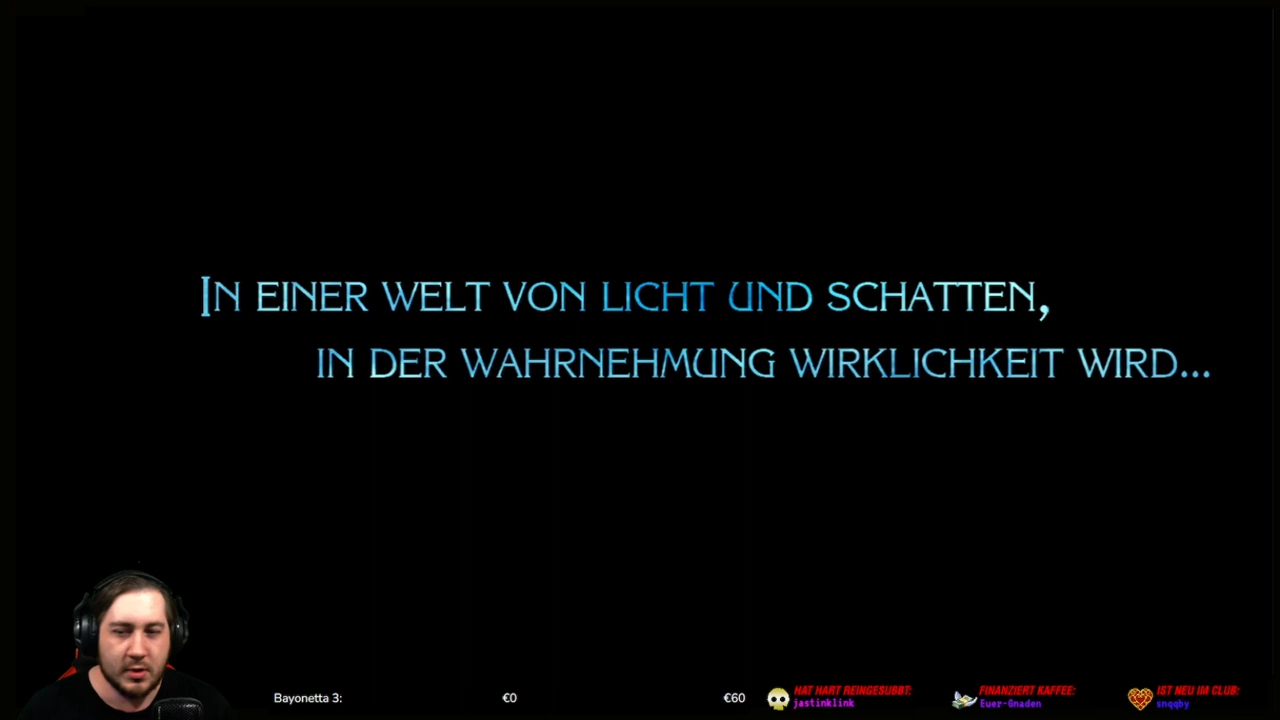 In einer Welt von Licht und Schatten,
in der Wahrnehmung Wirklichkeit wird...
Bayonetta 3: €0 €60
HAT HART REINGESUBBT:
jastinklink
FINANZIERT KAFFEE:
Euer-Gnaden
IST NEU IM CLUB:
snqqby